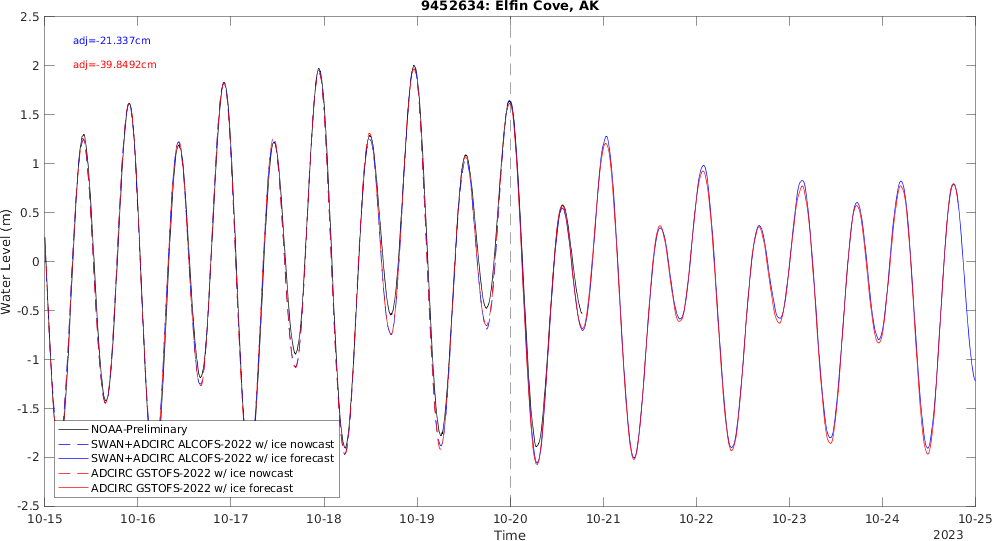 9452634: Elfin Cove, AK
adj=-21.337cm
adj=-39.8492cm
2.5
2
1.5
1
0.5
0
-0.5
-1
-1.5
-2
-2.5
Water Level (m)
NOAA-Preliminary
SWAN+ADCIRC ALCOFS-2022 w/ ice nowcast
SWAN+ADCIRC ALCOFS-2022 w/ ice forecast
ADCIRC GSTOFS-2022 w/ ice nowcast
ADCIRC GSTOFS-2022 w/ ice forecast
10-15 10-16 10-17 10-18 10-19 10-20 10-21 10-22 10-23 10-24 10-25
Time
2023